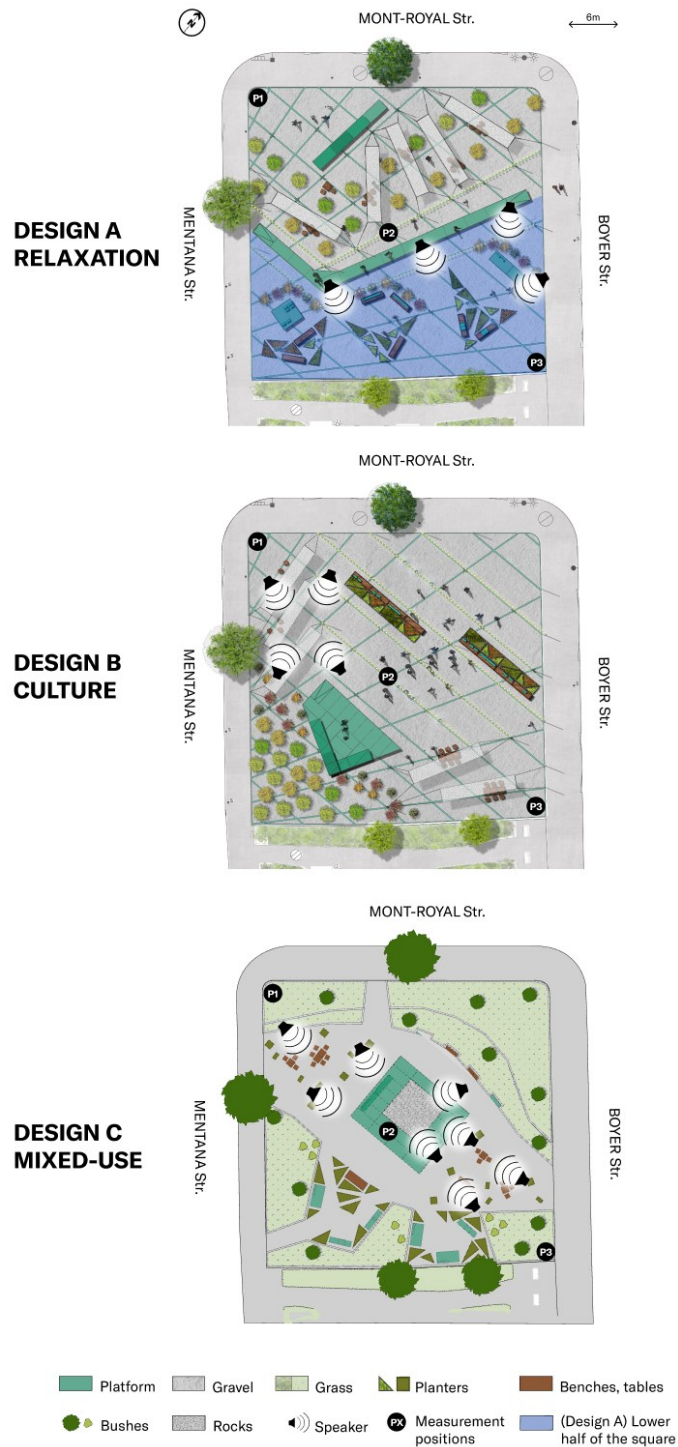 MONT-ROYAL Str.
N
6m
P1
DESIGN A
RELAXATION
MENTANA Str.
P2
BOYER Str.
P3
MONT-ROYAL Str.
P1
DESIGN B
CULTURE
MENTANA Str.
P2
BOYER Str.
P3
MONT-ROYAL Str.
P1
DESIGN C
MIXED-USE
MENTANA Str.
P2
BOYER Str.
P3
Platform
Gravel
Grass
Planters
Benches, tables
Bushes
Rocks
Speaker
PX
Measurement
positions
(Design A) Lower
half of the square